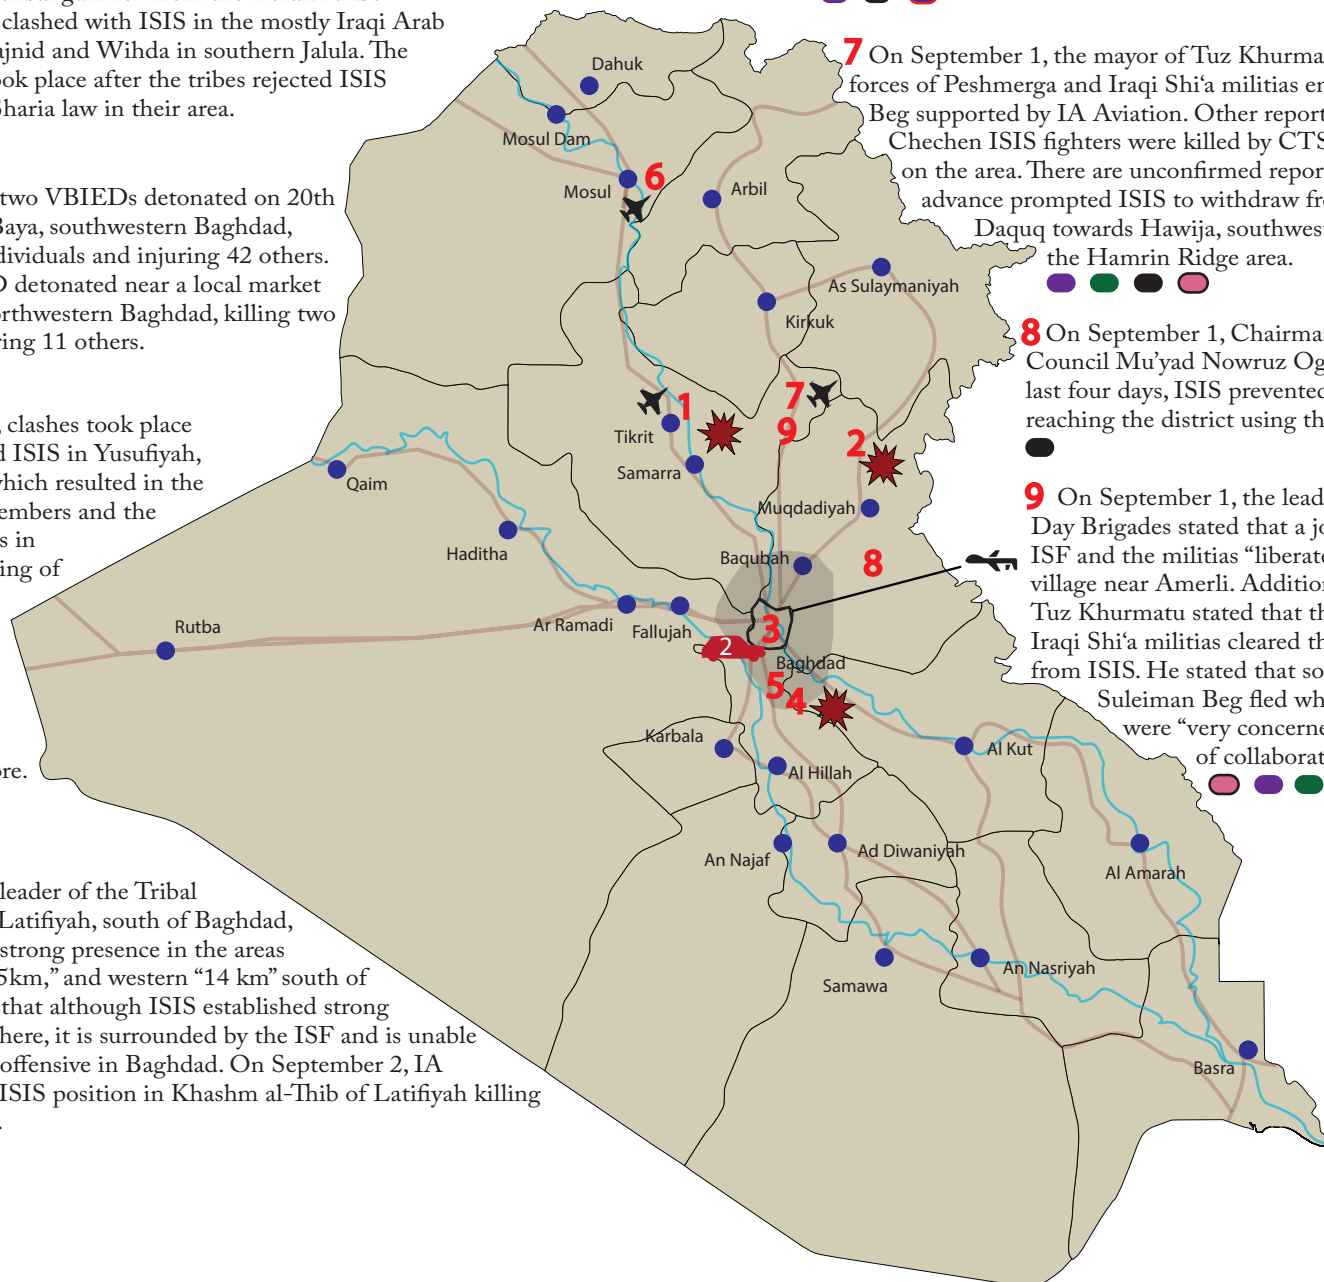 clashed with ISIS in the mostly Iraqi Arab
ajnid and Wihda in southern Jalula. The
ook place after the tribes rejected ISIS
Sharia law in their area.
two VBIEDs detonated on 20th
Baya, southwestern Baghdad,
dividuals and injuring 42 others.
D detonated near a local market
orthwestern Baghdad, killing two
ring 11 others.
, clashes took place
d ISIS in Yusufiyah,
which resulted in the
embers and the
s in
ing of
ore.
leader of the Tribal
Latifiyah, south of Baghdad,
strong presence in the areas
5km,” and western “14 km” south of
that although ISIS established strong
here, it is surrounded by the ISF and is unable
offensive in Baghdad. On September 2, IA
ISIS position in Khashm al-Thib of Latifiyah killing
.
7 On September 1, the mayor of Tuz Khurma
forces of Peshmerga and Iraqi Shi‘a militias en
Beg supported by IA Aviation. Other report
Chechen ISIS fighters were killed by CTS
on the area. There are unconfirmed repor
advance prompted ISIS to withdraw fr
Daquq towards Hawija, southwes
the Hamrin Ridge area.
8 On September 1, Chairma
Council Mu’yad Nowruz Og
last four days, ISIS prevented
reaching the district using th
9 On September 1, the lead
Day Brigades stated that a jo
ISF and the militias “liberate
village near Amerli. Addition
Tuz Khurmatu stated that th
Iraqi Shi‘a militias cleared th
from ISIS. He stated that so
Suleiman Beg fled wh
were “very concerne
of collaborat
Dahuk
Mosul Dam
Mosul
6
Arbil
As Sulaymaniyah
Kirkuk
7
1
9
2
Tikrit
Samarra
Qaim
Muqdadiyah
Haditha
Baqubah
8
Ar Ramadi
Fallujah
3
Rutba
2
Baghdad
5
4
Karbala
Al Kut
Al Hillah
An Najaf
Ad Diwaniyah
Al Amarah
An Nasriyah
Samawa
Basra